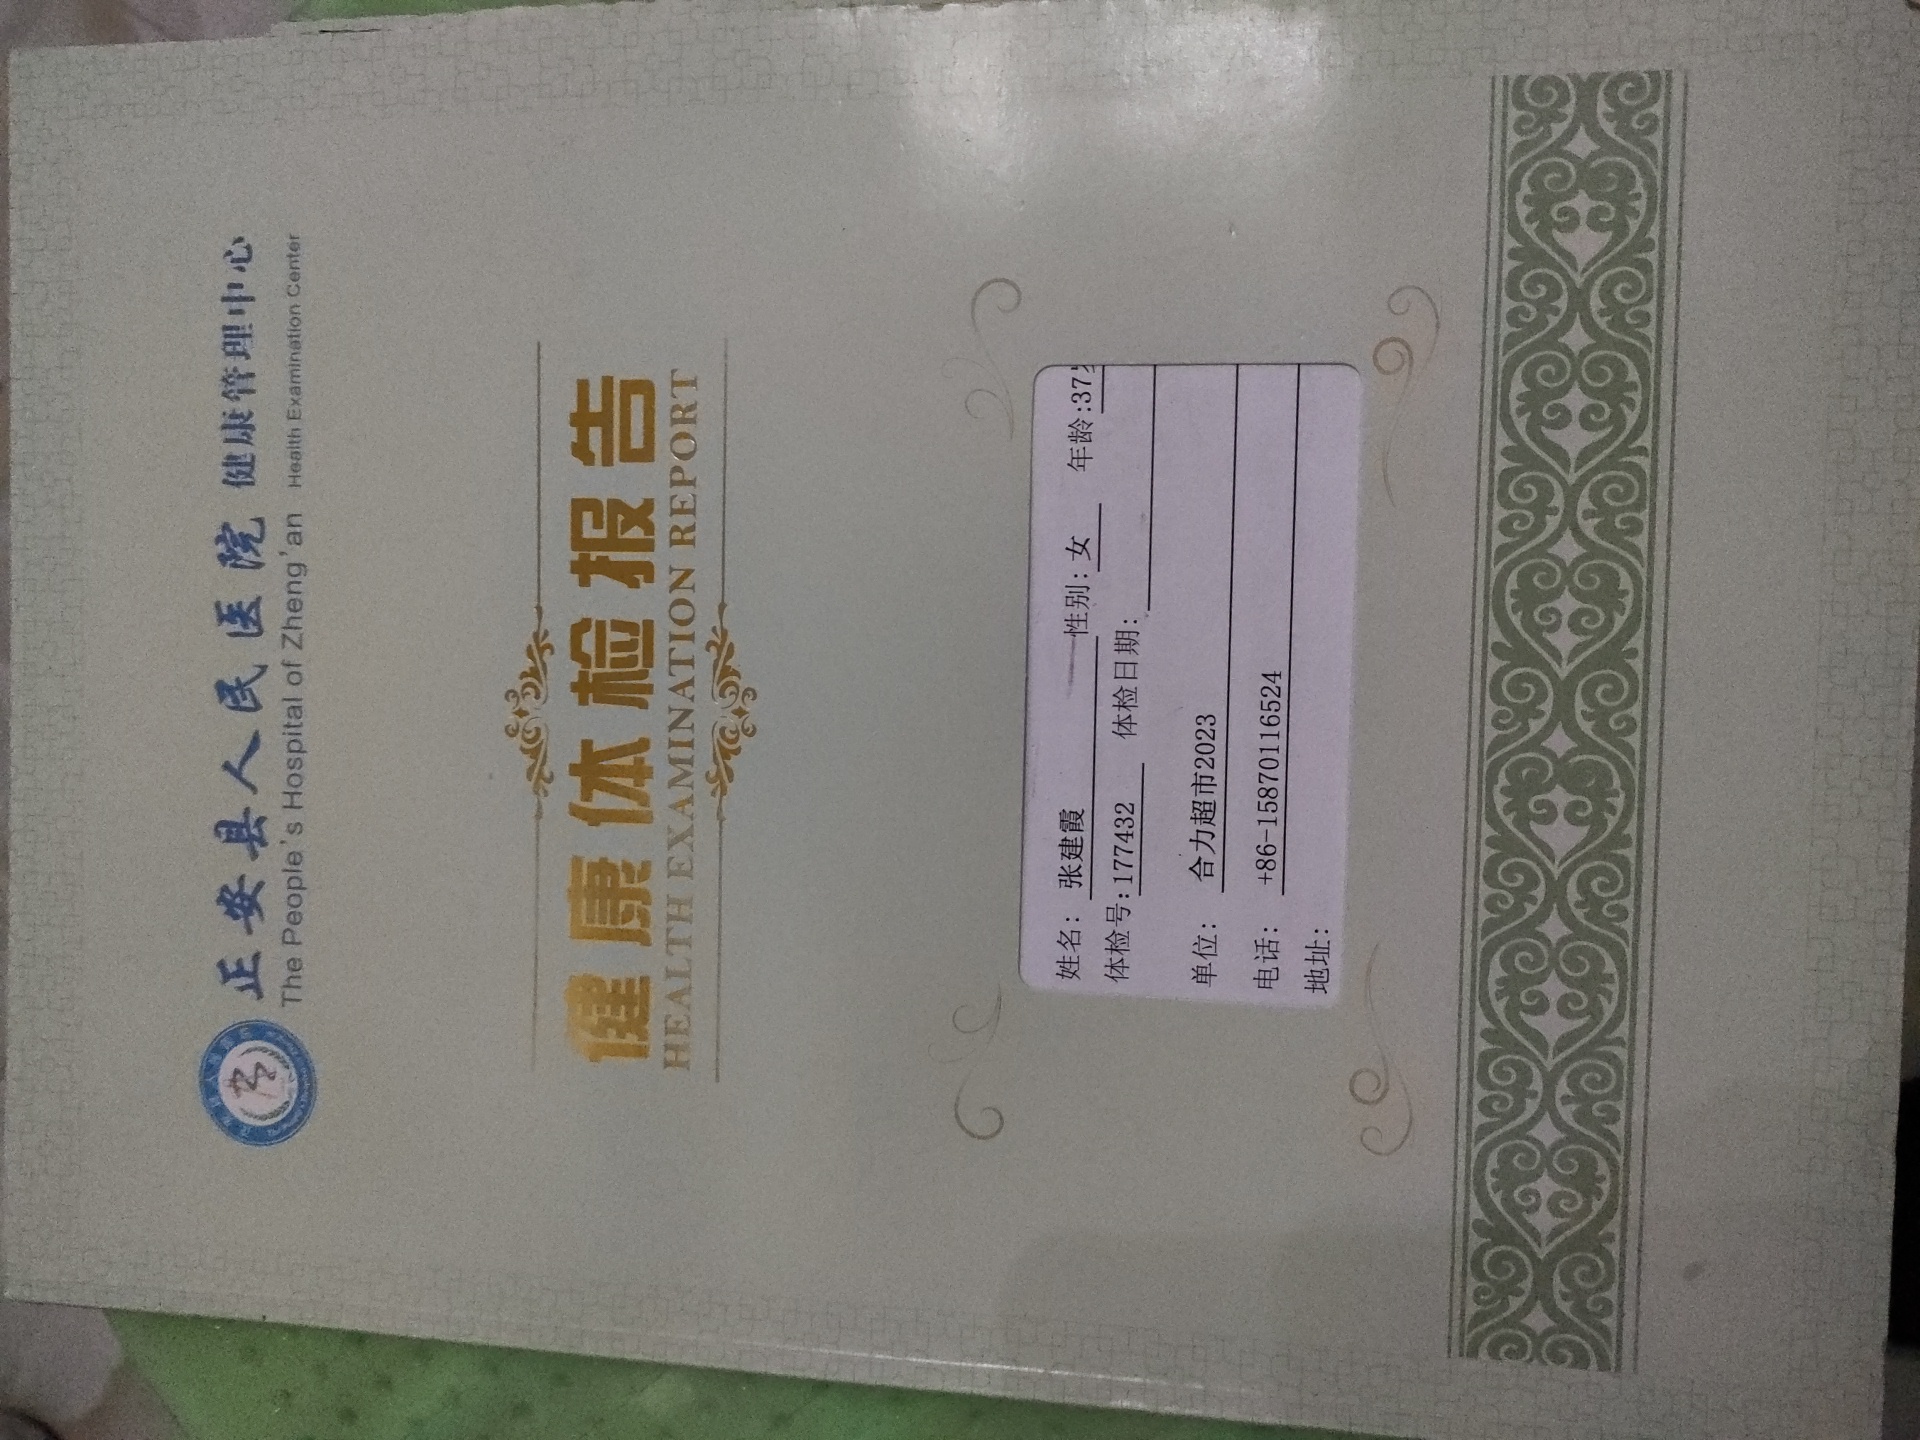 正安县人民医院 健康管理中心
The People's Hospital of Zheng'an Health Examination Center
健康体检报告
HEALTH EXAMINATION REPORT
姓名: 张建霞 性别:女 年龄:37岁
体检号:177432 体检日期:
单位: 合力超市2023
电话: +86-15870116524
地址: